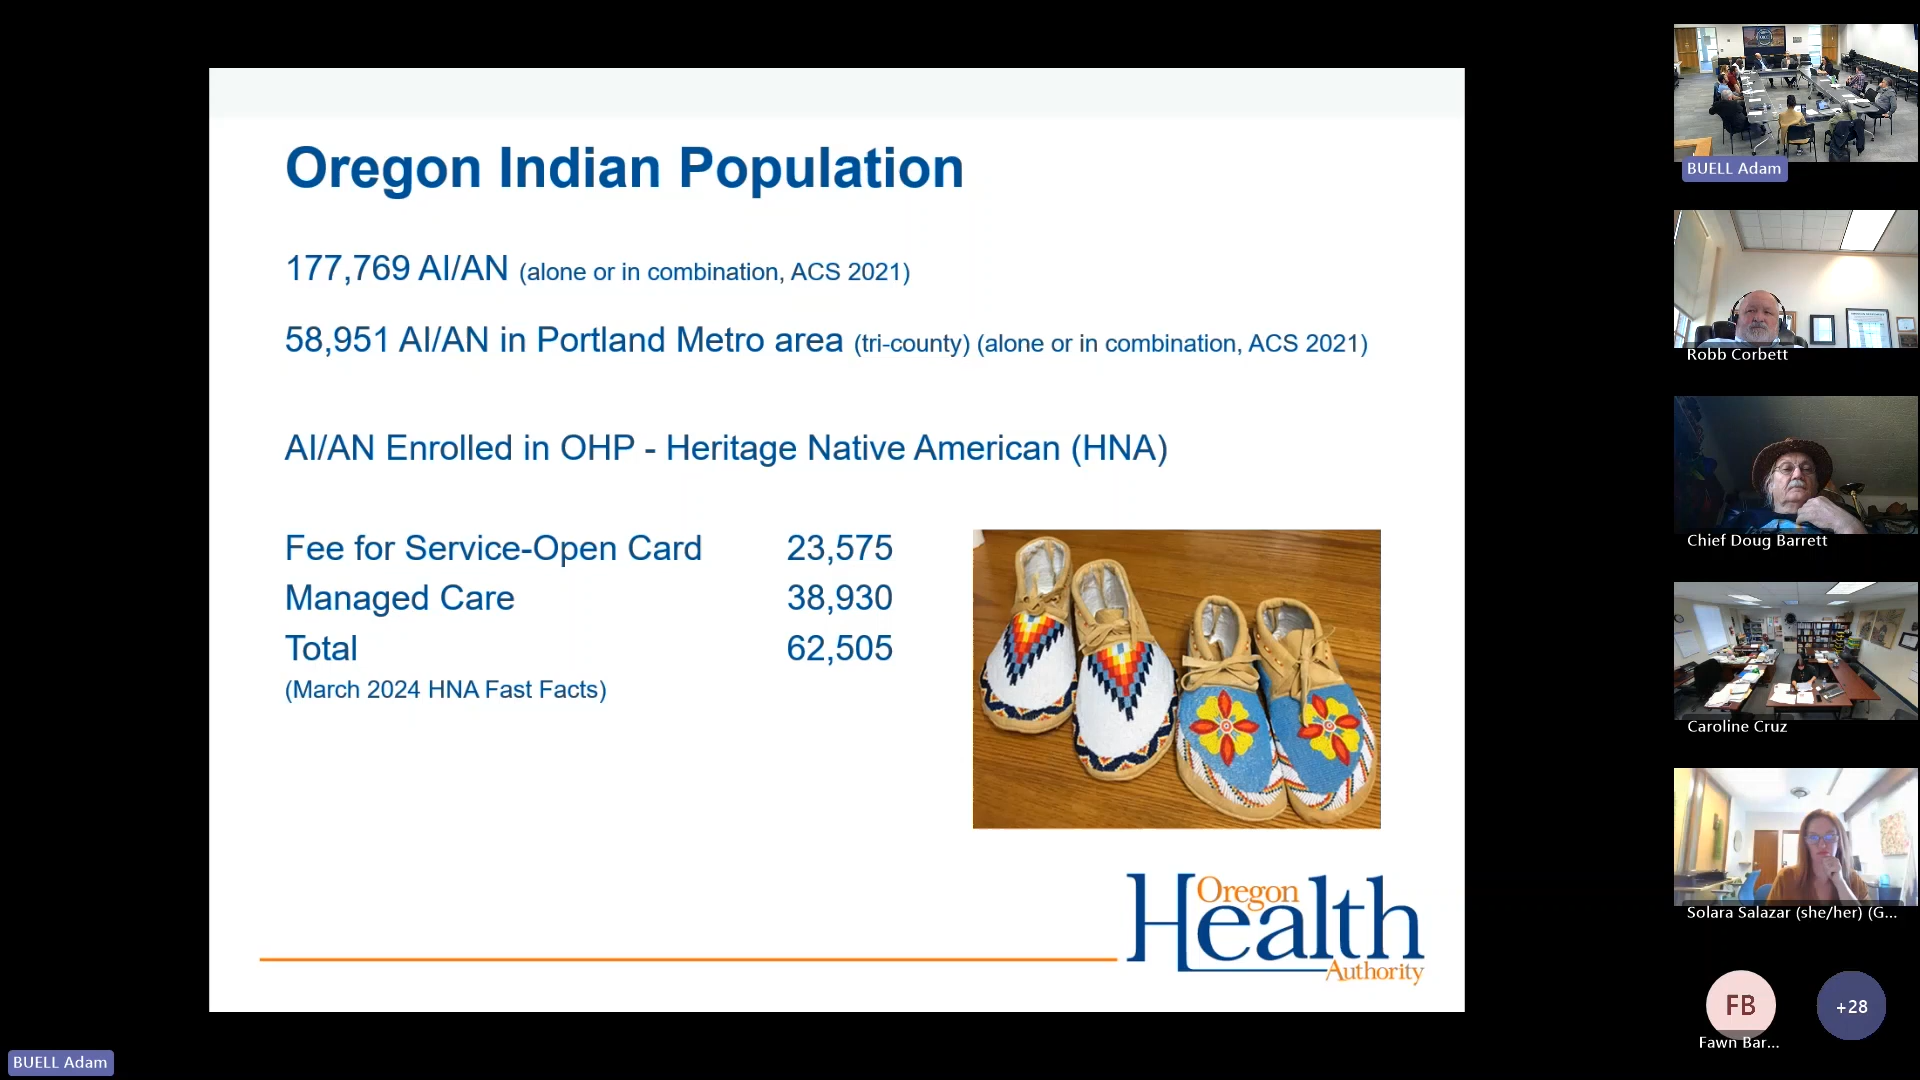 Oregon Indian Population
177,769 AI/AN (alone or in combination, ACS 2021)
58,951 AI/AN in Portland Metro area (tri-county) (alone or in combination, ACS 2021)
AI/AN Enrolled in OHP - Heritage Native American (HNA)
Fee for Service-Open Card 23,575
Managed Care 38,930
Total 62,505
(March 2024 HNA Fast Facts)
Oregon
Health
Authority
BUELL Adam
Robb Corbett
Chief Doug Barrett
Caroline Cruz
Solara Salazar (she/her) (G...
FB
+28
Fawn Bar...
BUELL Adam